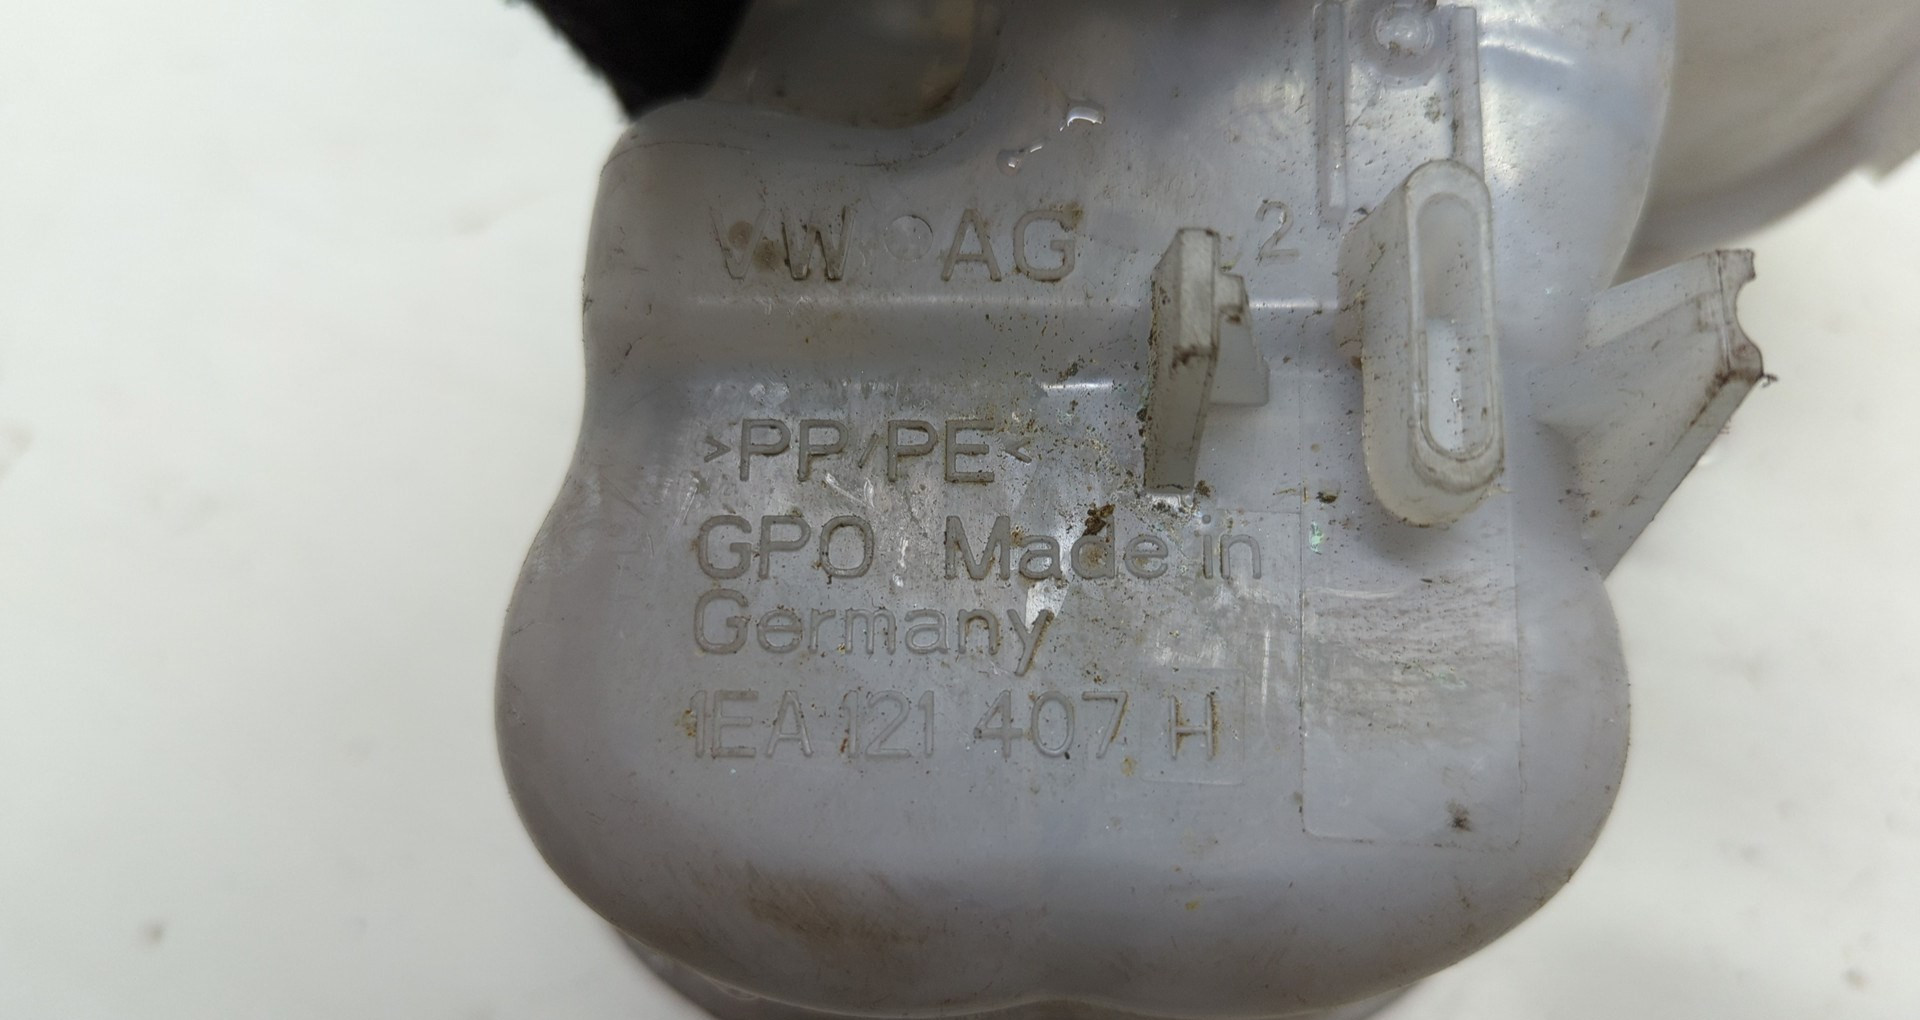 VW AG 2
>PP/PE<
GPO Made in
Germany
1EA 121 407 H